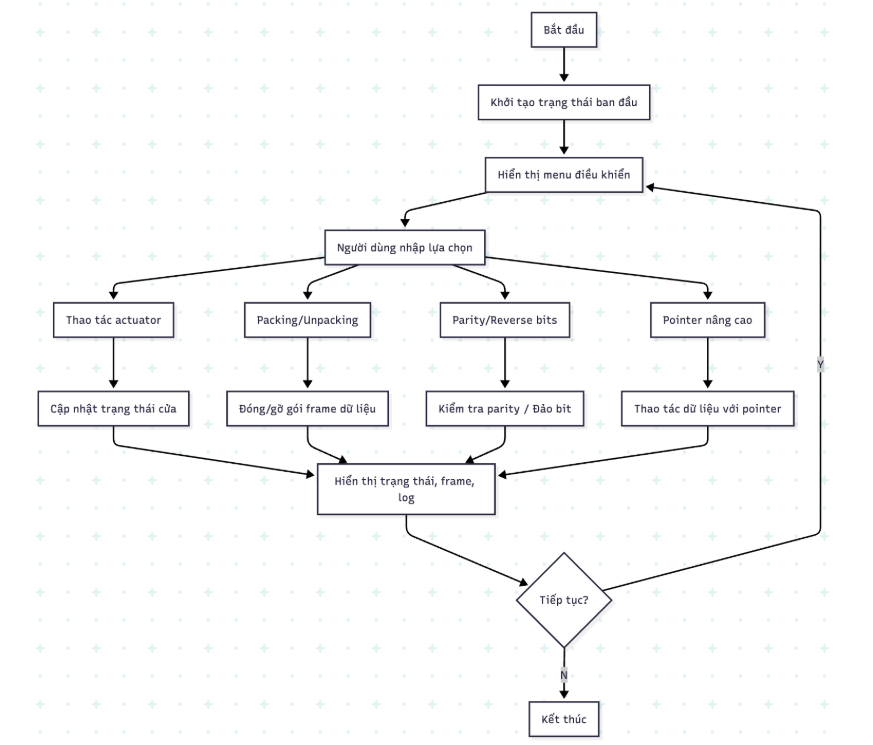 Bắt đầu
Khởi tạo trạng thái ban đầu
Hiển thị menu điều khiển
Người dùng nhập lựa chọn
Thao tác actuator
Packing/Unpacking
Parity/Reverse bits
Pointer nâng cao
Y
Cập nhật trạng thái cửa
Đóng/gỡ gói frame dữ liệu
Kiểm tra parity / Đảo bit
Thao tác dữ liệu với pointer
Hiển thị trạng thái, frame,
log
Tiếp tục?
N
Kết thúc